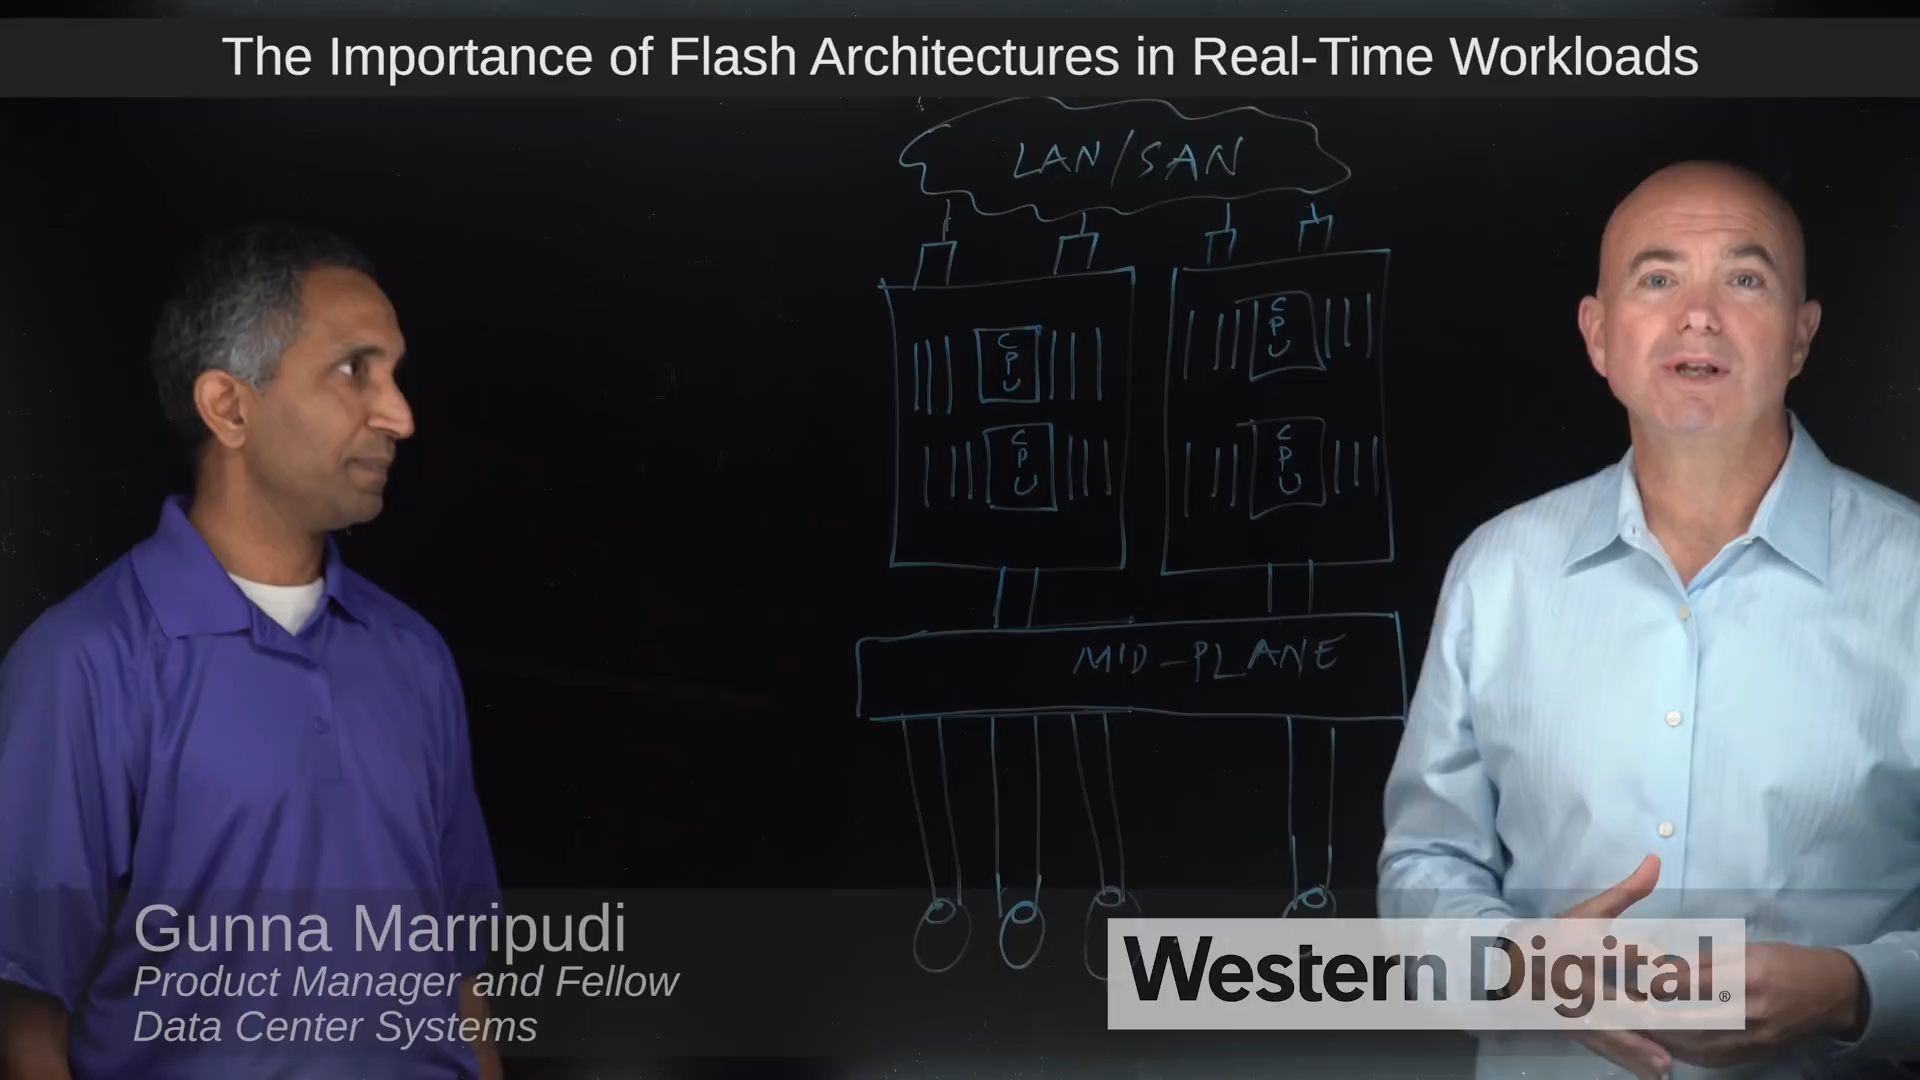 The Importance of Flash Architectures in Real-Time Workloads
LAN/SAN
CPU
CPU
CPU
CPU
MID-PLANE
Gunna Marripudi
Product Manager and Fellow
Data Center Systems
Western Digital®